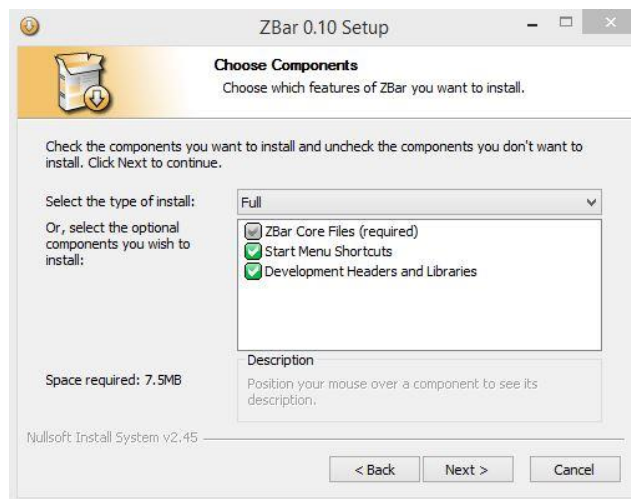 ZBar 0.10 Setup
Choose Components
Choose which features of ZBar you want to install.
Check the components you want to install and uncheck the components you don't want to
install. Click Next to continue.
Select the type of install:
Full
Or, select the optional
components you wish to
install:
ZBar Core Files (required)
Start Menu Shortcuts
Development Headers and Libraries
Space required: 7.5MB
Description
Position your mouse over a component to see its
description.
Nullsoft Install System v2.45
< Back
Next >
Cancel